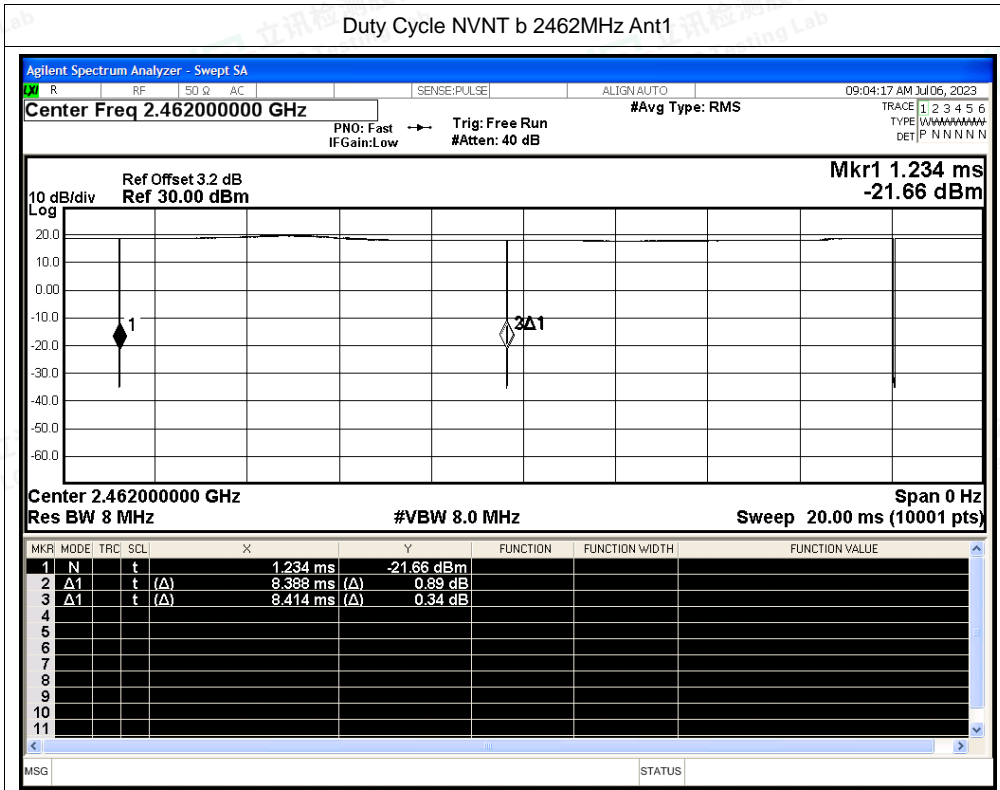 Duty Cycle NVNT b 2462MHz Ant1
Agilent Spectrum Analyzer - Swept SA
LXI R RF 50 Ω AC SENSE:PULSE ALIGN AUTO 09:04:17 AM Jul 06, 2023
Center Freq 2.462000000 GHz #Avg Type: RMS TRACE 1 2 3 4 5 6
PNO: Fast Trig: Free Run TYPE WWWWWW
IFGain:Low #Atten: 40 dB DET P N N N N N
Mkr1 1.234 ms
Ref Offset 3.2 dB
10 dB/div Ref 30.00 dBm -21.66 dBm
Log
20.0
10.0
0.00
-10.0
1 3Δ1
-20.0
-30.0
-40.0
-50.0
-60.0
Center 2.462000000 GHz Span 0 Hz
Res BW 8 MHz #VBW 8.0 MHz Sweep 20.00 ms (10001 pts)
MKR MODE TRC SCL X Y FUNCTION FUNCTION WIDTH FUNCTION VALUE
1 N t 1.234 ms -21.66 dBm
2 Δ1 t (Δ) 8.388 ms (Δ) 0.89 dB
3 Δ1 t (Δ) 8.414 ms (Δ) 0.34 dB
4
5
6
7
8
9
10
11
MSG STATUS